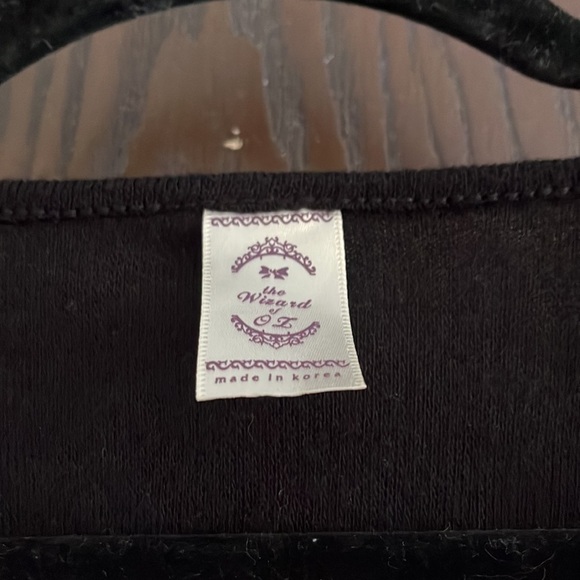 the
Wizard
of
OZ
made in korea